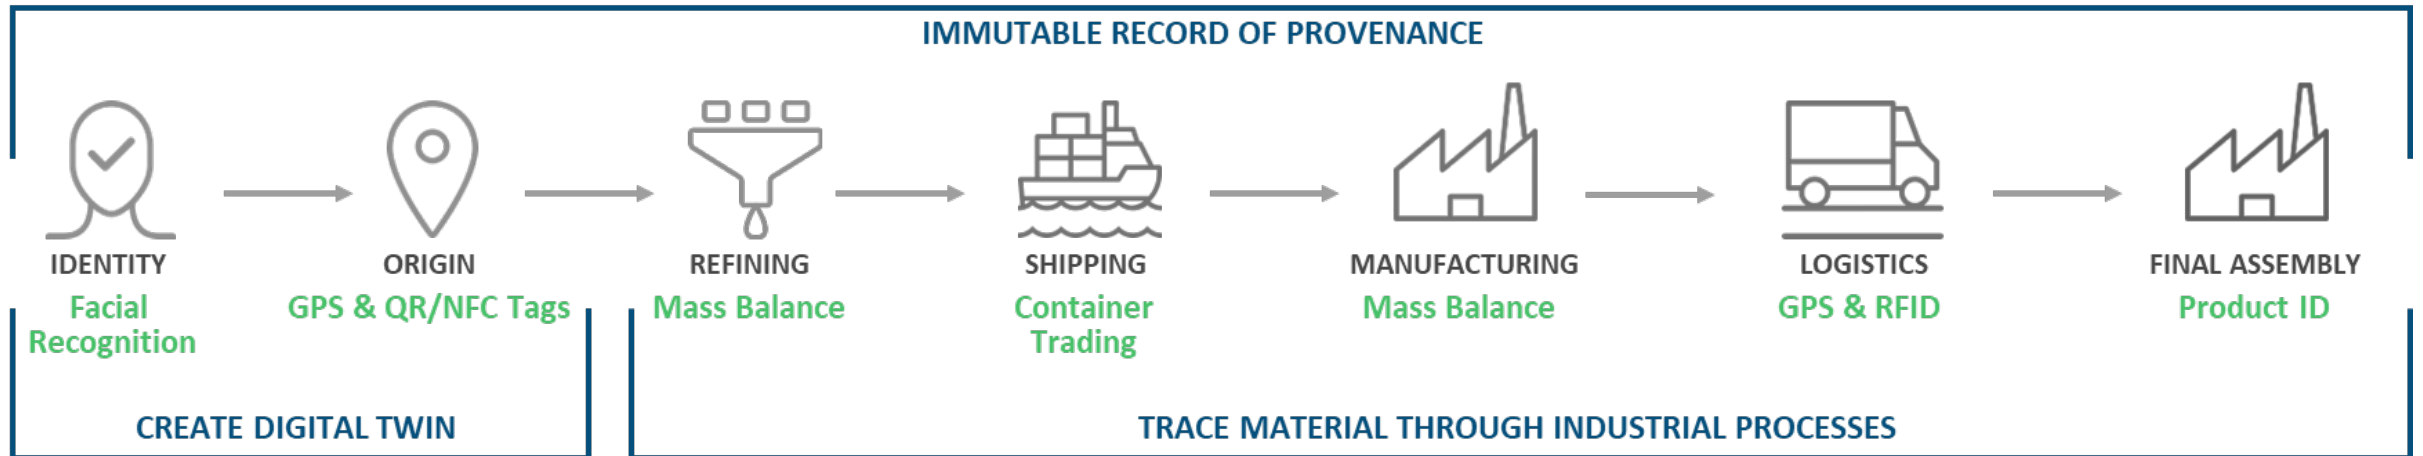 IMMUTABLE RECORD OF PROVENANCE
IDENTITY
Facial
Recognition
ORIGIN
GPS & QR/NFC Tags
REFINING
Mass Balance
SHIPPING
Container
Trading
MANUFACTURING
Mass Balance
LOGISTICS
GPS & RFID
FINAL ASSEMBLY
Product ID
CREATE DIGITAL TWIN
TRACE MATERIAL THROUGH INDUSTRIAL PROCESSES